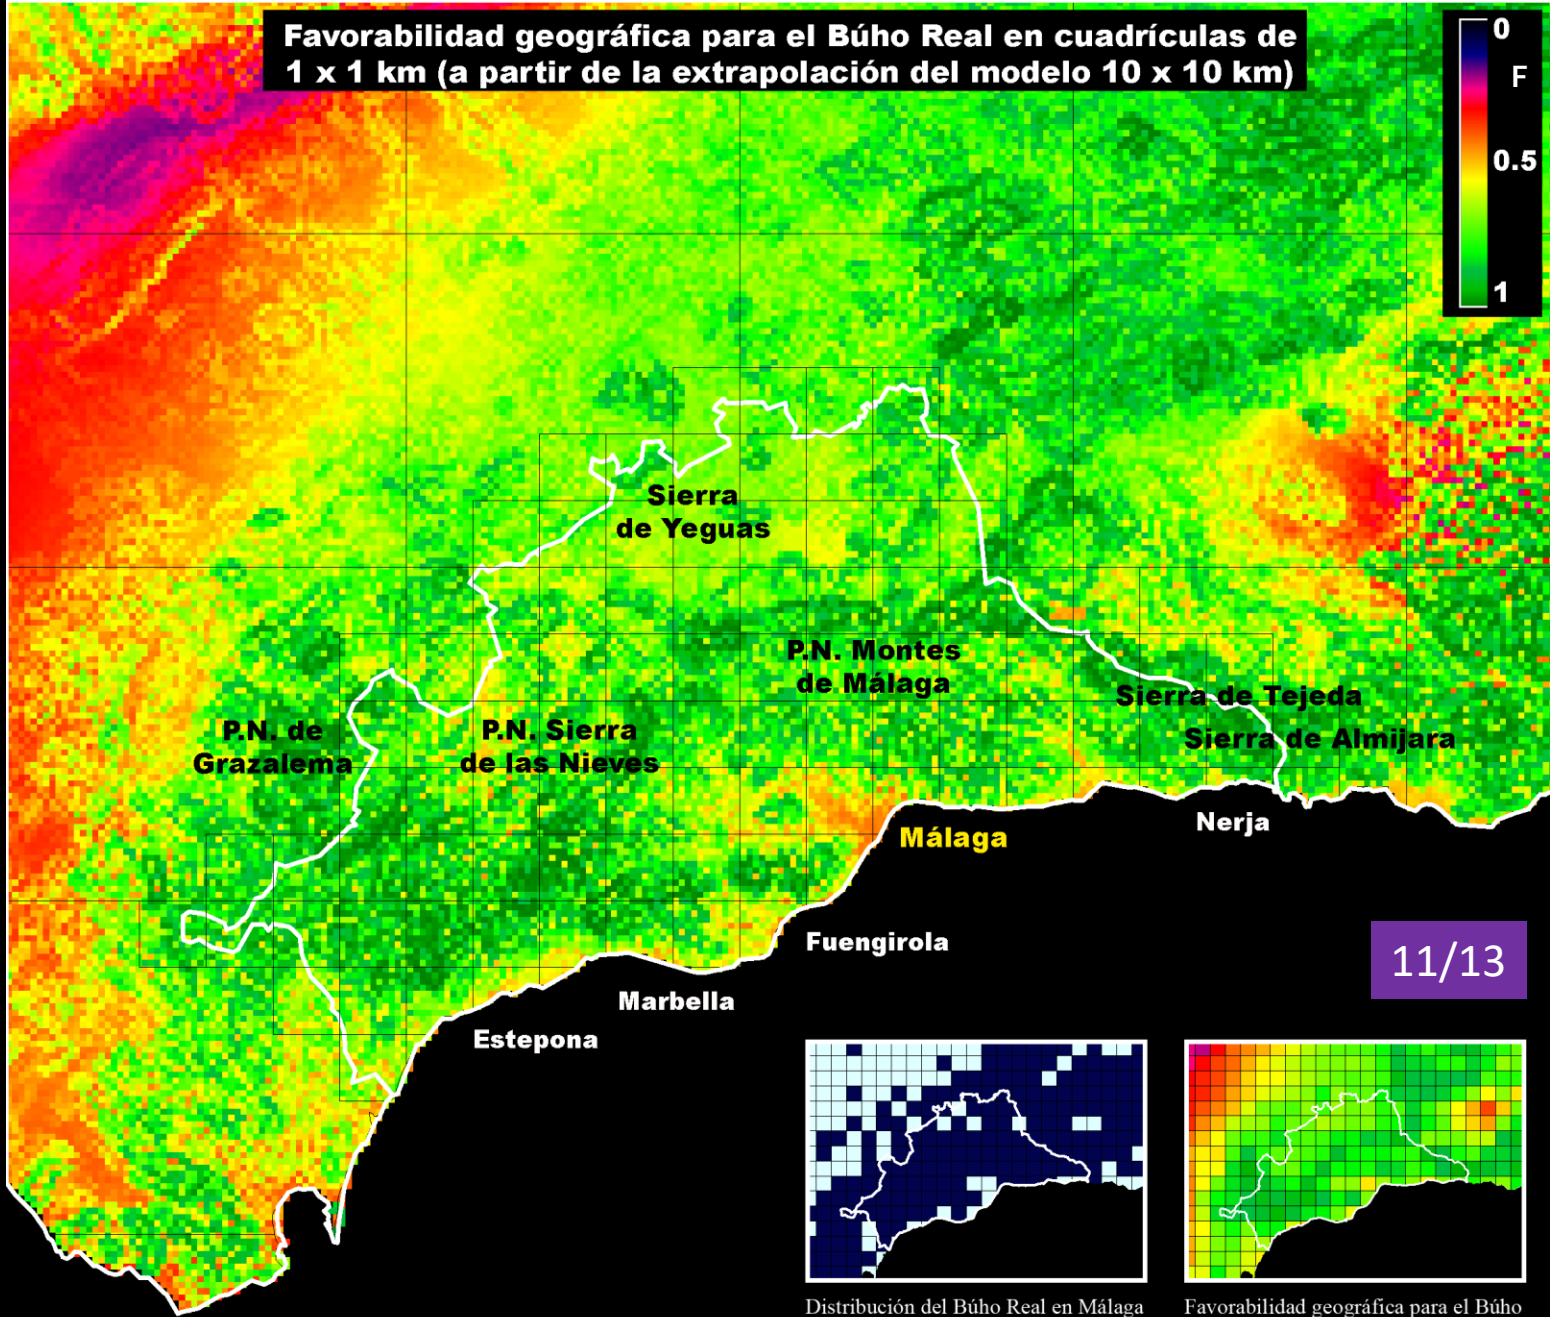 Favorabilidad geográfica para el Búho Real en cuadrículas de
1 x 1 km (a partir de la extrapolación del modelo 10 x 10 km)
0
F
0.5
1
Sierra
de Yeguas
P.N. Montes
de Málaga
Sierra de Tejeda
P.N. de
Grazalema
P.N. Sierra
de las Nieves
Sierra de Almijara
Málaga
Nerja
Fuengirola
11/13
Marbella
Estepona
Distribución del Búho Real en Málaga
Favorabilidad geográfica para el Búho